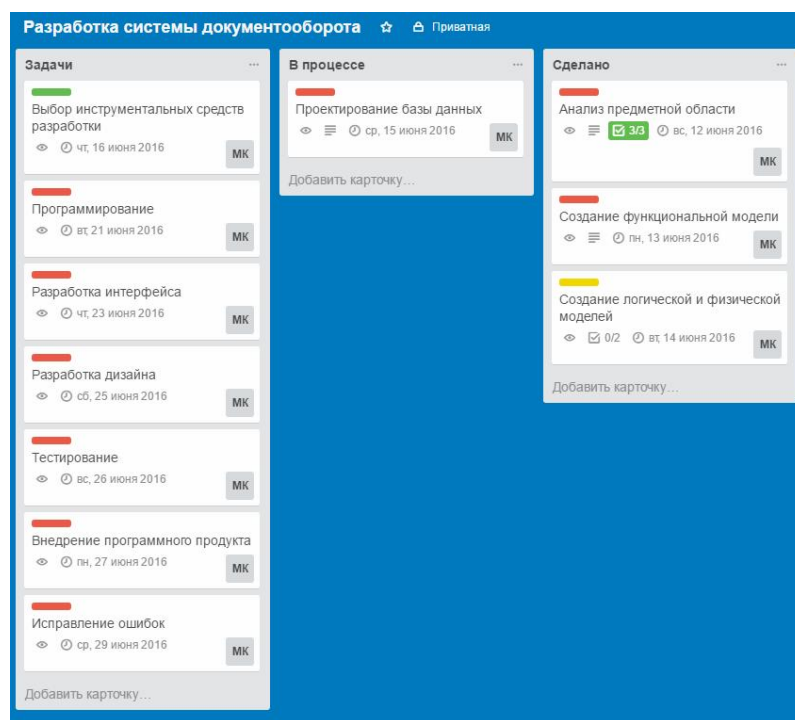 Разработка системы документооборота Приватная
Задачи
Выбор инструментальных средств
разработки
чт, 16 июня 2016
МК
Программирование
вт, 21 июня 2016
МК
Разработка интерфейса
чт, 23 июня 2016
МК
Разработка дизайна
сб, 25 июня 2016
МК
Тестирование
вс, 26 июня 2016
МК
Внедрение программного продукта
пн, 27 июня 2016
МК
Исправление ошибок
ср, 29 июня 2016
МК
Добавить карточку...
В процессе
Проектирование базы данных
ср, 15 июня 2016
МК
Добавить карточку...
Сделано
Анализ предметной области
3/3 вс, 12 июня 2016
МК
Создание функциональной модели
пн, 13 июня 2016
МК
Создание логической и физической
моделей
0/2 вт, 14 июня 2016
МК
Добавить карточку...